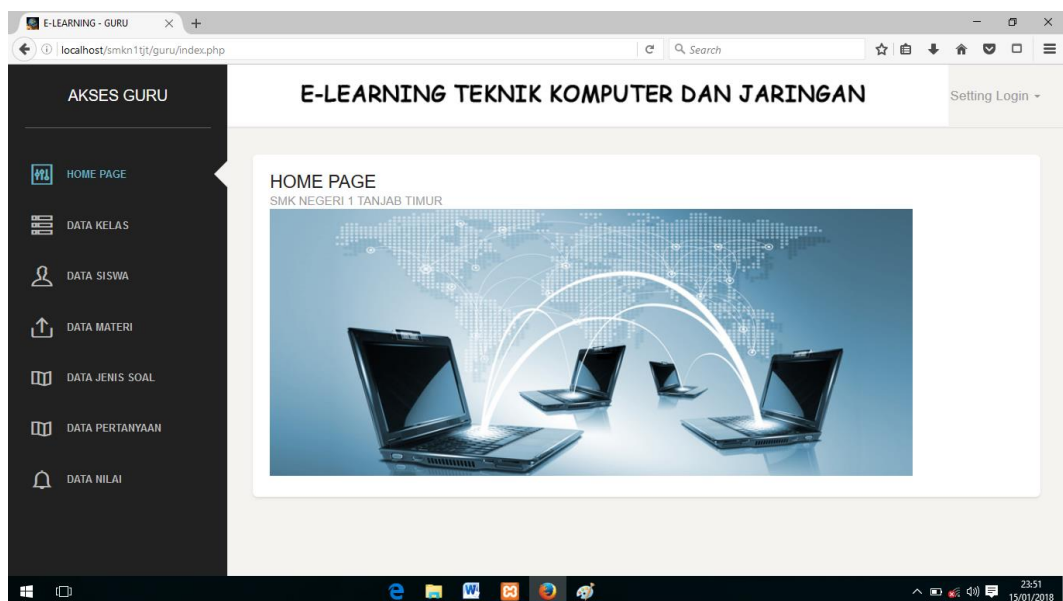 E-LEARNING - GURU
localhost/smkn1tjt/guru/index.php
Search
AKSES GURU
E-LEARNING TEKNIK KOMPUTER DAN JARINGAN
Setting Login
HOME PAGE
DATA KELAS
DATA SISWA
DATA MATERI
DATA JENIS SOAL
DATA PERTANYAAN
DATA NILAI
HOME PAGE
SMK NEGERI 1 TANJAB TIMUR
23:51
15/01/2018